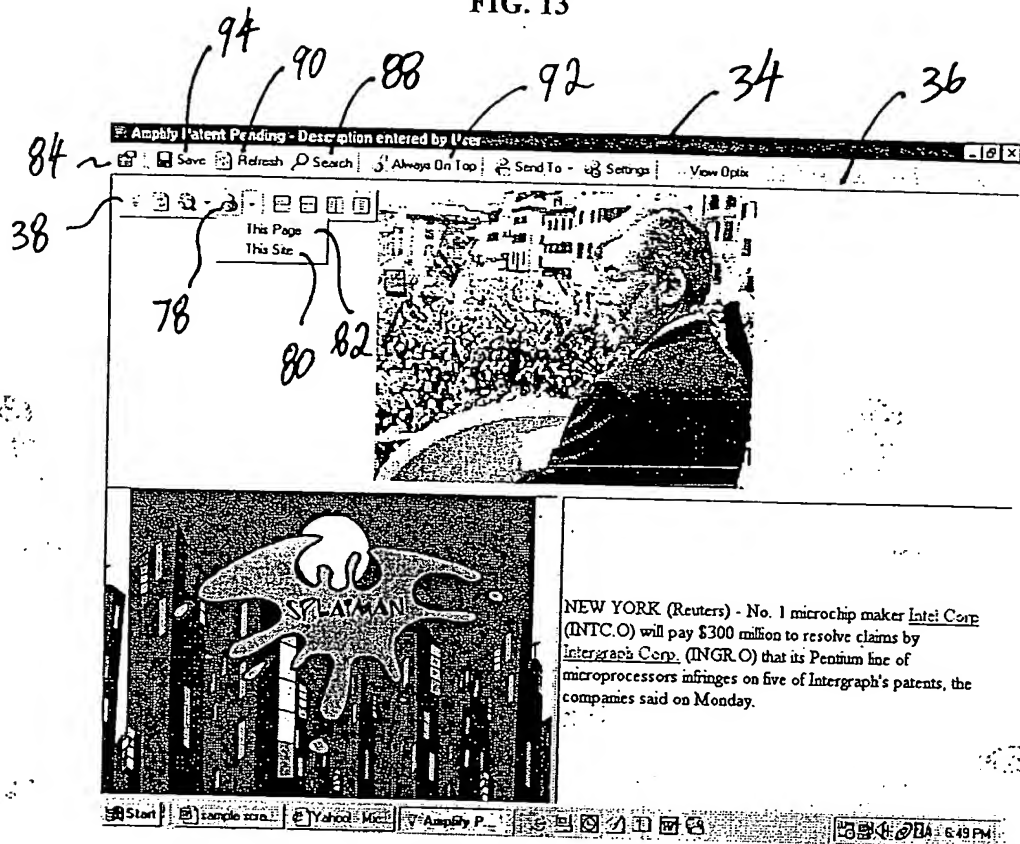 FIG. 13
94
90
88
92
34
36
Amplify Patent Pending - Description entered by User
84
Save Refresh Search Always On Top Send To Settings View Optix
38
This Page
This Site
78
80
82
SPLATMAN
NEW YORK (Reuters) - No. 1 microchip maker Intel Corp
(INTC.O) will pay $300 million to resolve claims by
Intergraph Corp. (INGR.O) that its Pentium line of
microprocessors infringes on five of Intergraph's patents, the
companies said on Monday.
Start sample scre... Yahoo! Amplify P... 6:49 PM